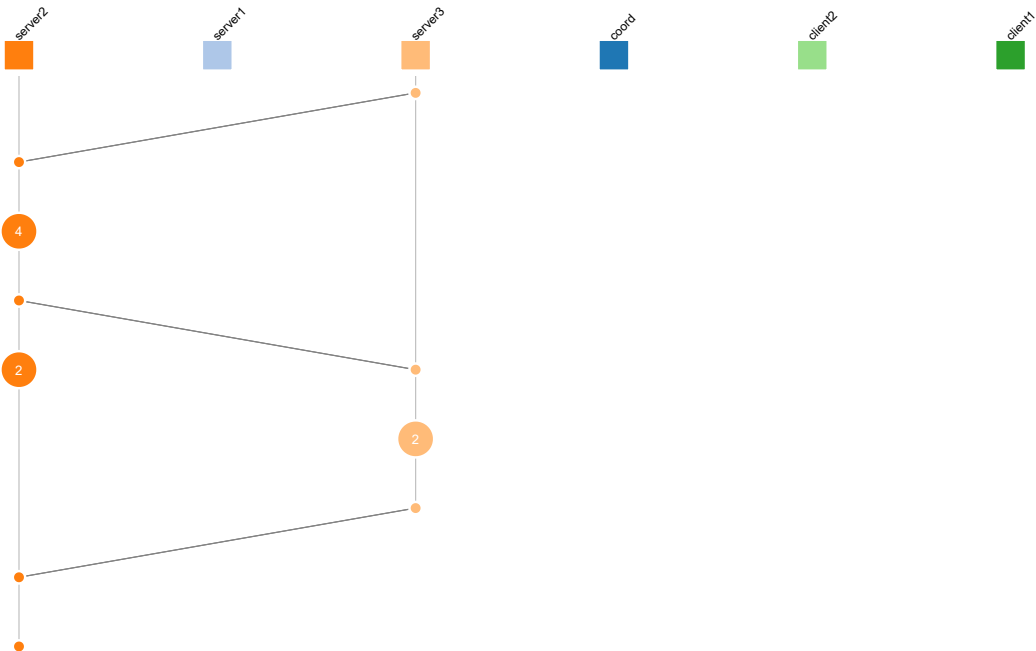 server2
server1
server3
coord
client2
client1
4
2
2